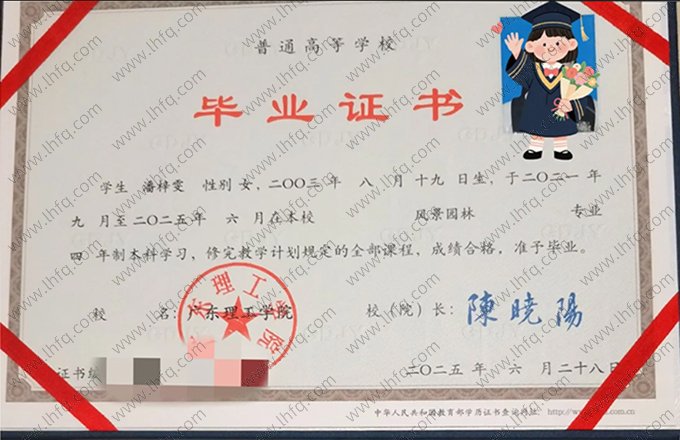 普通高等学校
毕业证书
学生 潘梓雯 性别 女，二〇〇三年 八 月 十九 日生，于二〇二一 年
九 月至二〇二五年 六 月在本校 风景园林 专业
四 年制本科学习，修完教学计划规定的全部课程，成绩合格，准予毕业。
校 名：广东理工学院 校（院）长：陳曉陽
东理工学院
证书编
二〇二五 年 六 月二十八日
中华人民共和国教育部学历证书查询网址
www.lhfq.com